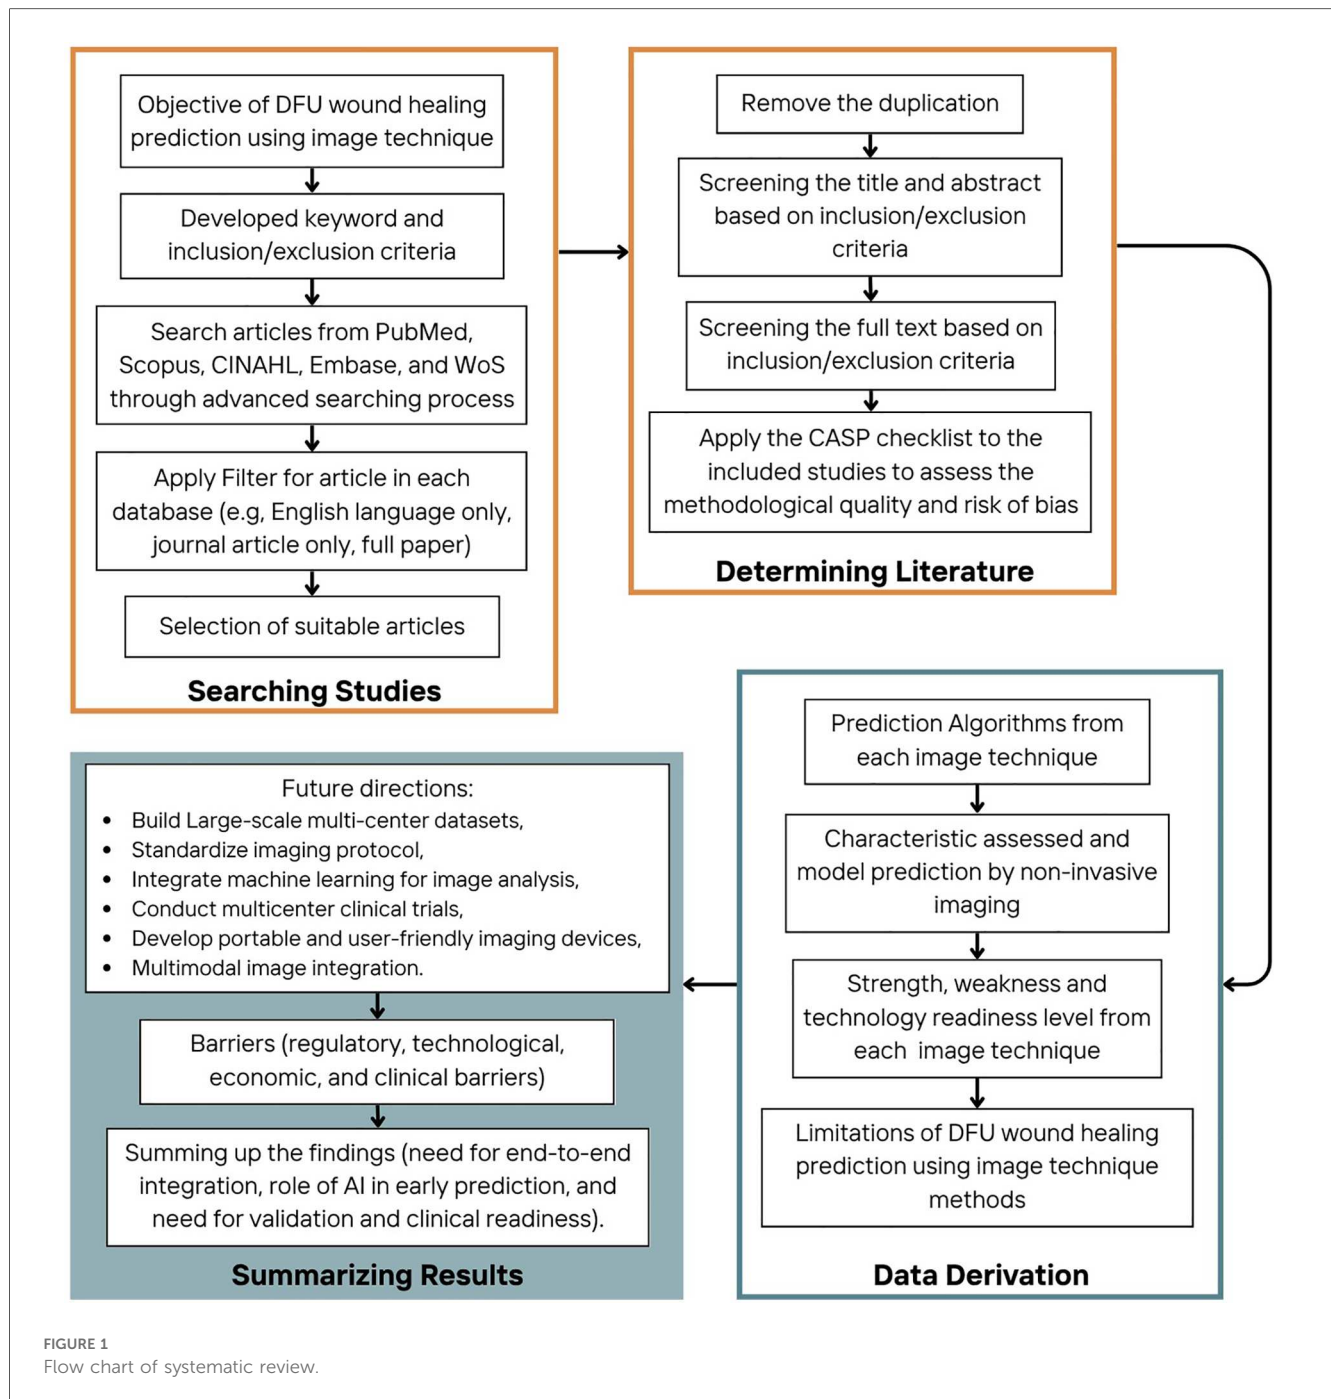 Objective of DFU wound healing
prediction using image technique
Developed keyword and
inclusion/exclusion criteria
Search articles from PubMed,
Scopus, CINAHL, Embase, and WoS
through advanced searching process
Apply Filter for article in each
database (e.g, English language only,
journal article only, full paper)
Selection of suitable articles
Searching Studies
Remove the duplication
Screening the title and abstract
based on inclusion/exclusion
criteria
Screening the full text based on
inclusion/exclusion criteria
Apply the CASP checklist to the
included studies to assess the
methodological quality and risk of bias
Determining Literature
Prediction Algorithms from
each image technique
Characteristic assessed and
model prediction by non-invasive
imaging
Strength, weakness and
technology readiness level from
each image technique
Limitations of DFU wound healing
prediction using image technique
methods
Data Derivation
Future directions:
• Build Large-scale multi-center datasets,
• Standardize imaging protocol,
• Integrate machine learning for image analysis,
• Conduct multicenter clinical trials,
• Develop portable and user-friendly imaging devices,
• Multimodal image integration.
Barriers (regulatory, technological,
economic, and clinical barriers)
Summing up the findings (need for end-to-end
integration, role of AI in early prediction, and
need for validation and clinical readiness).
Summarizing Results
FIGURE 1
Flow chart of systematic review.